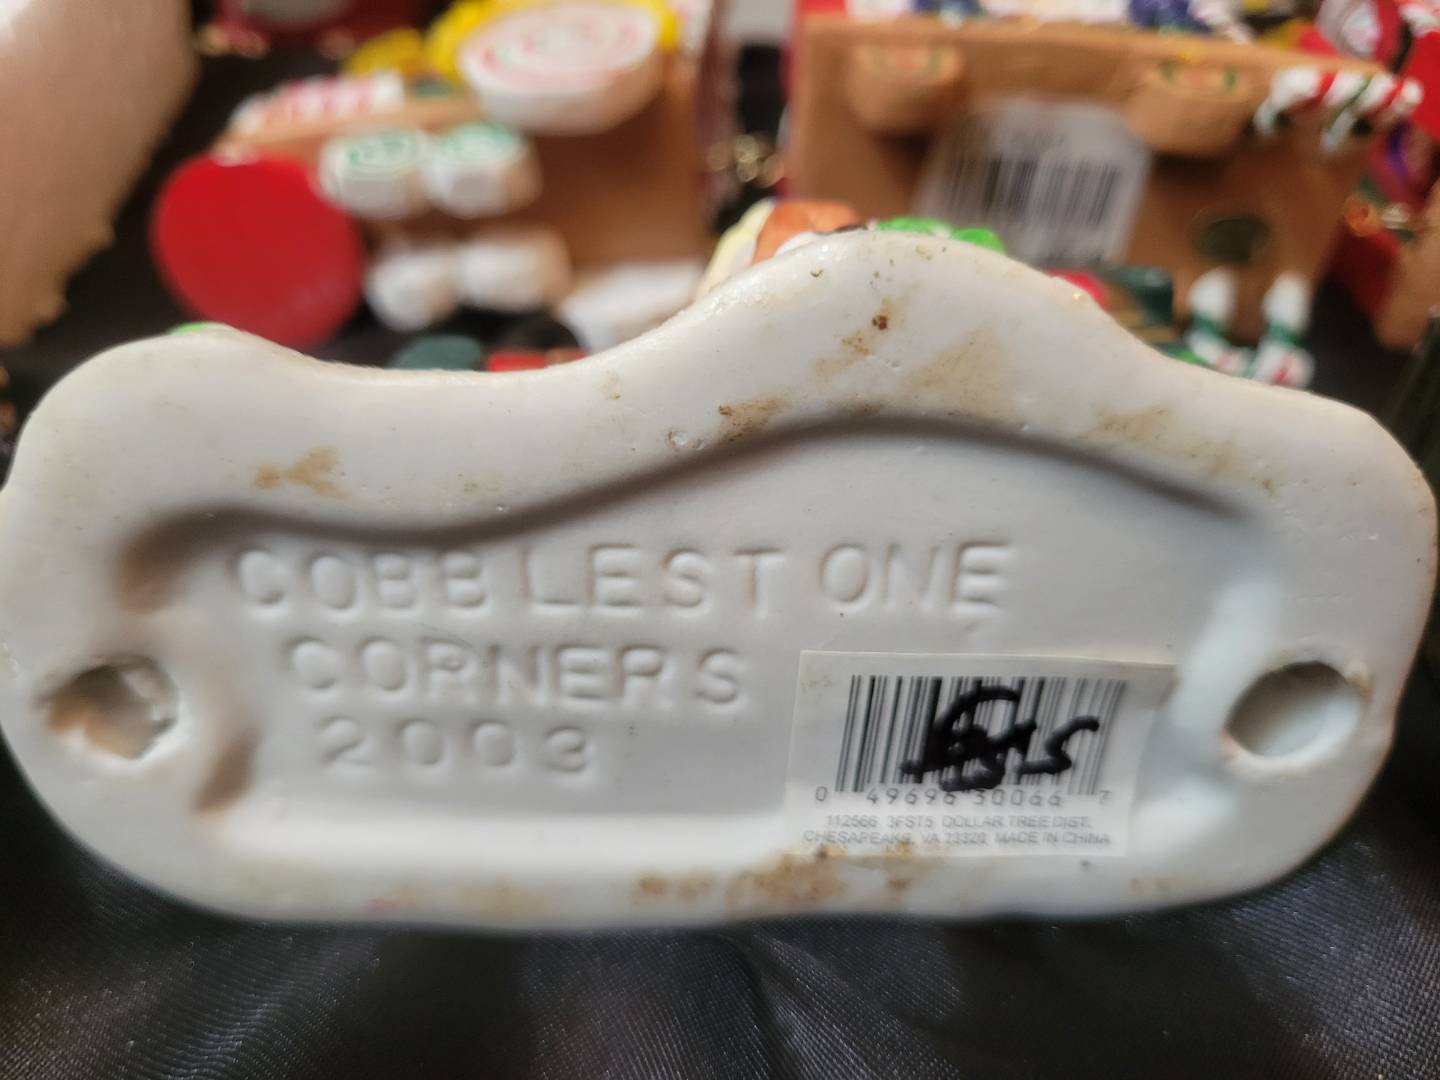 COBBLESTONE
CORNERS
2003
0 49696 30066 7
112566 3FST5 DOLLAR TREE DIST.
CHESAPEAKE, VA 23320 MADE IN CHINA